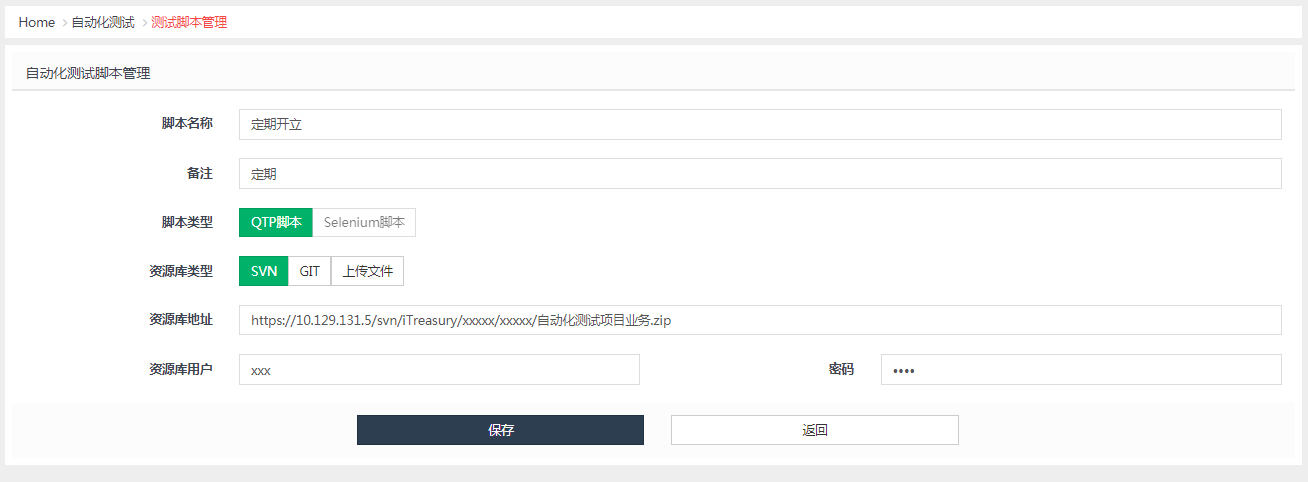 Home > 自动化测试 > 测试脚本管理
自动化测试脚本管理
脚本名称 定期开立
备注 定期
脚本类型 QTP脚本 Selenium脚本
资源库类型 SVN GIT 上传文件
资源库地址 https://10.129.131.5/svn/iTreasury/xxxxx/xxxxx/自动化测试项目业务.zip
资源库用户 xxx 密码 ••••
保存 返回